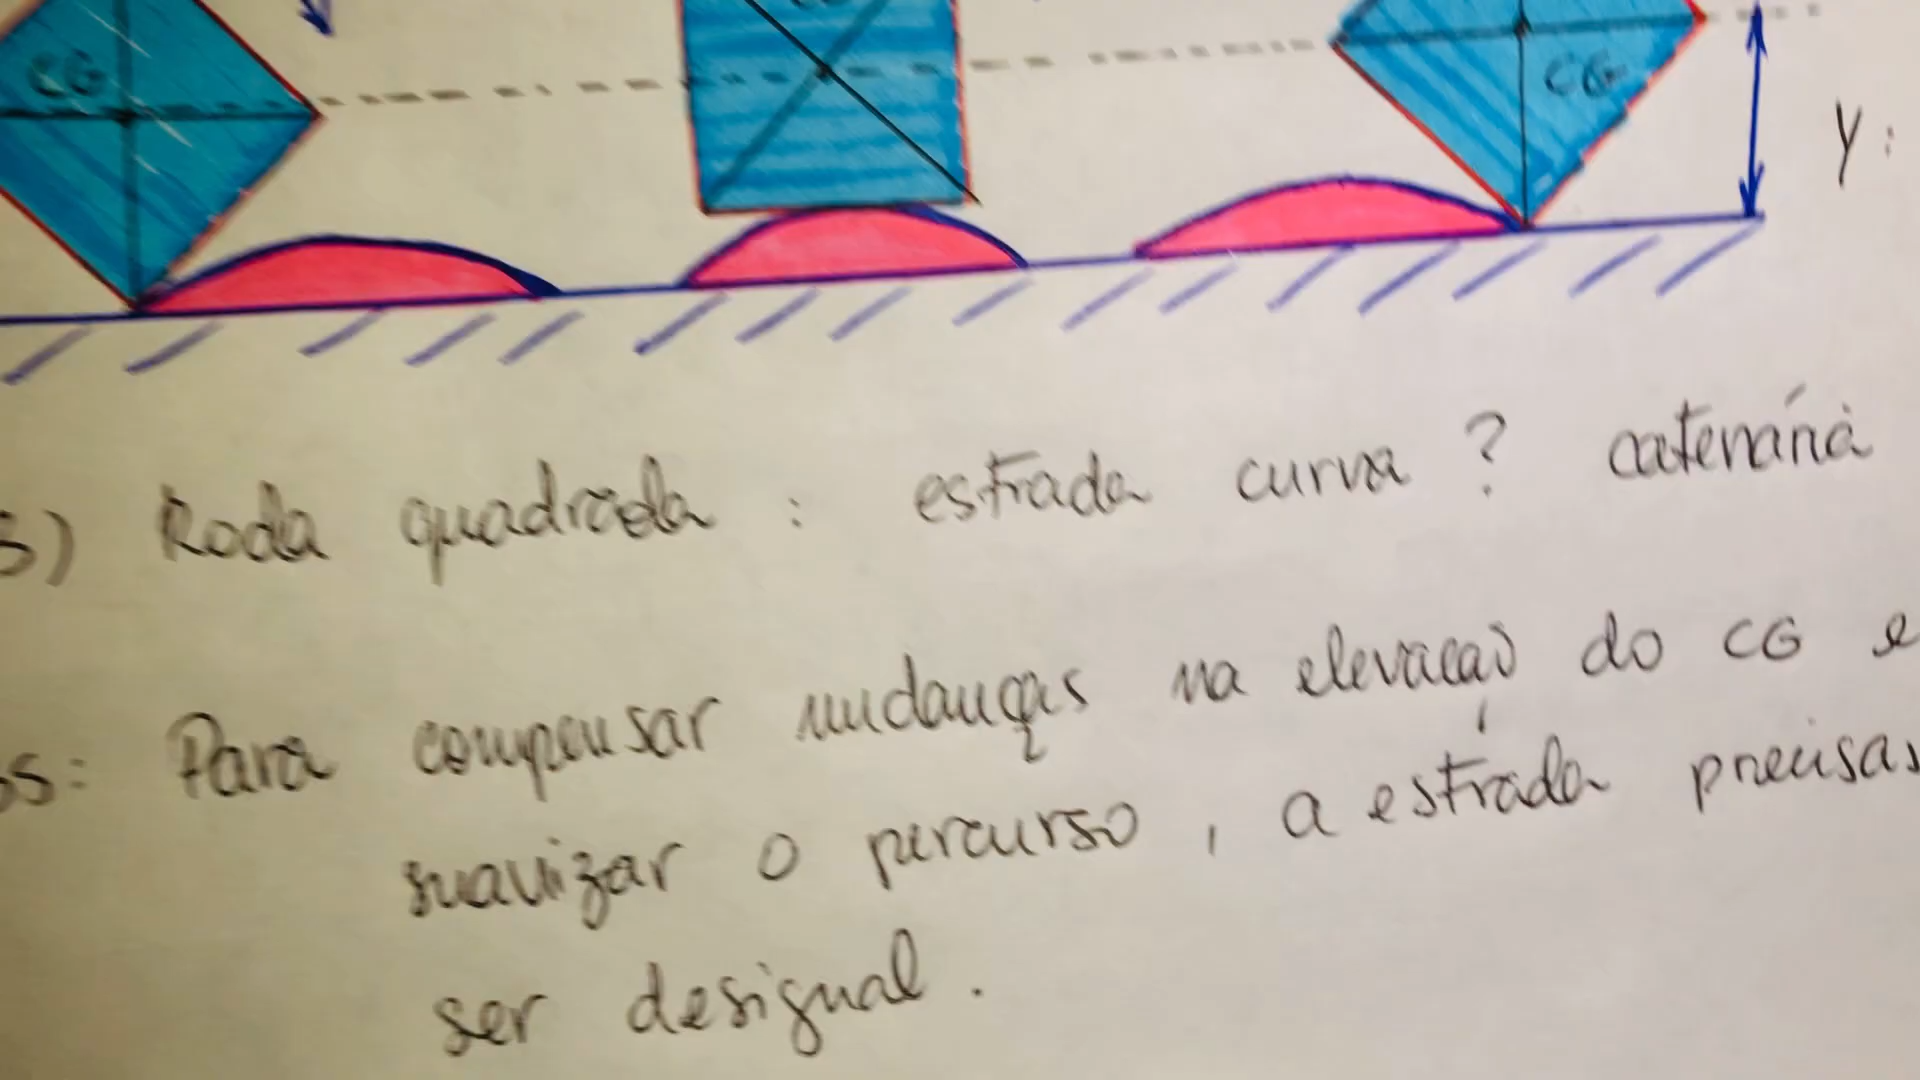 CG
CG
Y:
5) Roda quadrada : estrada curva ? catenária
os: Para compensar mudanças na elevação do CG e
suavizar o percurso , a estrada precisa
ser desigual .